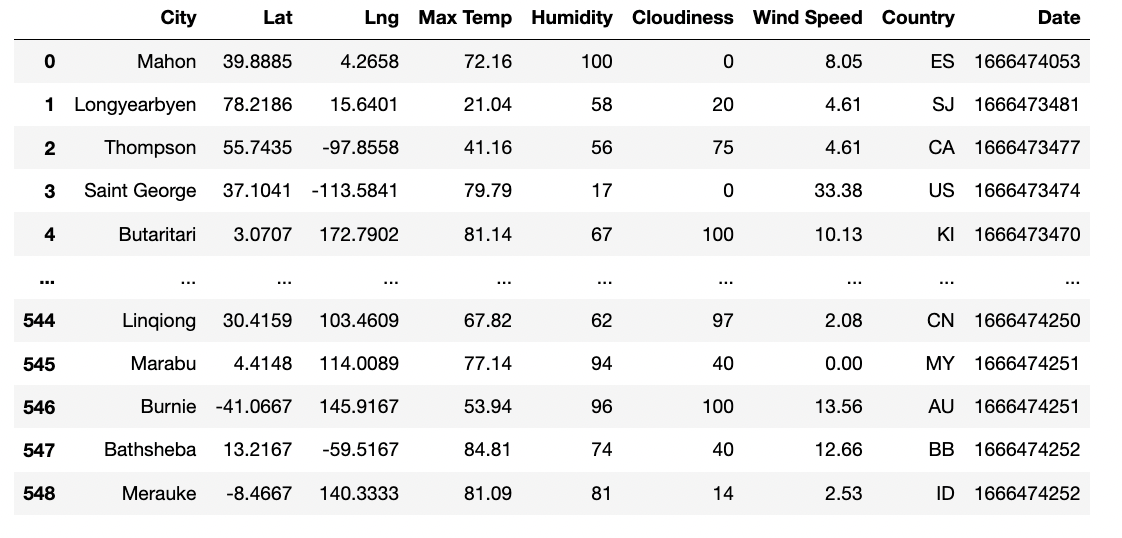 City Lat Lng Max Temp Humidity Cloudiness Wind Speed Country Date
0 Mahon 39.8885 4.2658 72.16 100 0 8.05 ES 1666474053
1 Longyearbyen 78.2186 15.6401 21.04 58 20 4.61 SJ 1666473481
2 Thompson 55.7435 -97.8558 41.16 56 75 4.61 CA 1666473477
3 Saint George 37.1041 -113.5841 79.79 17 0 33.38 US 1666473474
4 Butaritari 3.0707 172.7902 81.14 67 100 10.13 KI 1666473470
... ... ... ... ... ... ... ... ... ...
544 Linqiong 30.4159 103.4609 67.82 62 97 2.08 CN 1666474250
545 Marabu 4.4148 114.0089 77.14 94 40 0.00 MY 1666474251
546 Burnie -41.0667 145.9167 53.94 96 100 13.56 AU 1666474251
547 Bathsheba 13.2167 -59.5167 84.81 74 40 12.66 BB 1666474252
548 Merauke -8.4667 140.3333 81.09 81 14 2.53 ID 1666474252